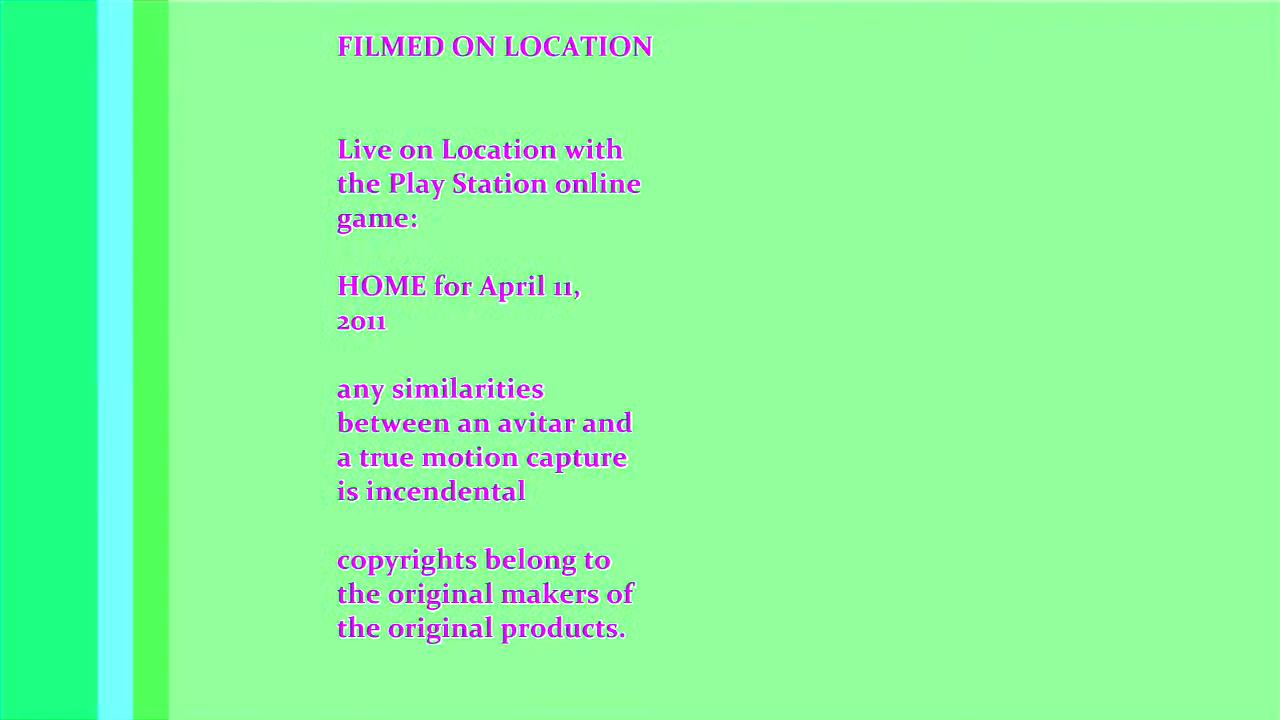 FILMED ON LOCATION
Live on Location with
the Play Station online
game:
HOME for April 11,
2011
any similarities
between an avitar and
a true motion capture
is incendental
copyrights belong to
the original makers of
the original products.